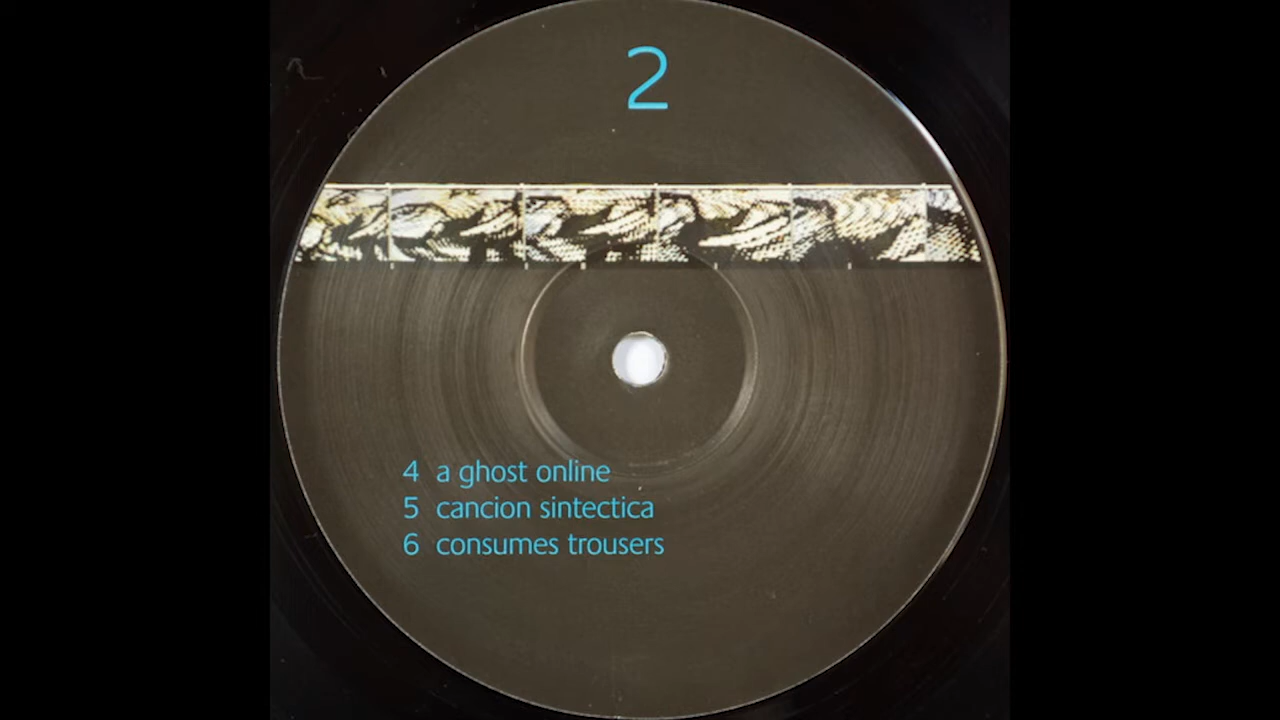 2
4 a ghost online
5 cancion sintectica
6 consumes trousers